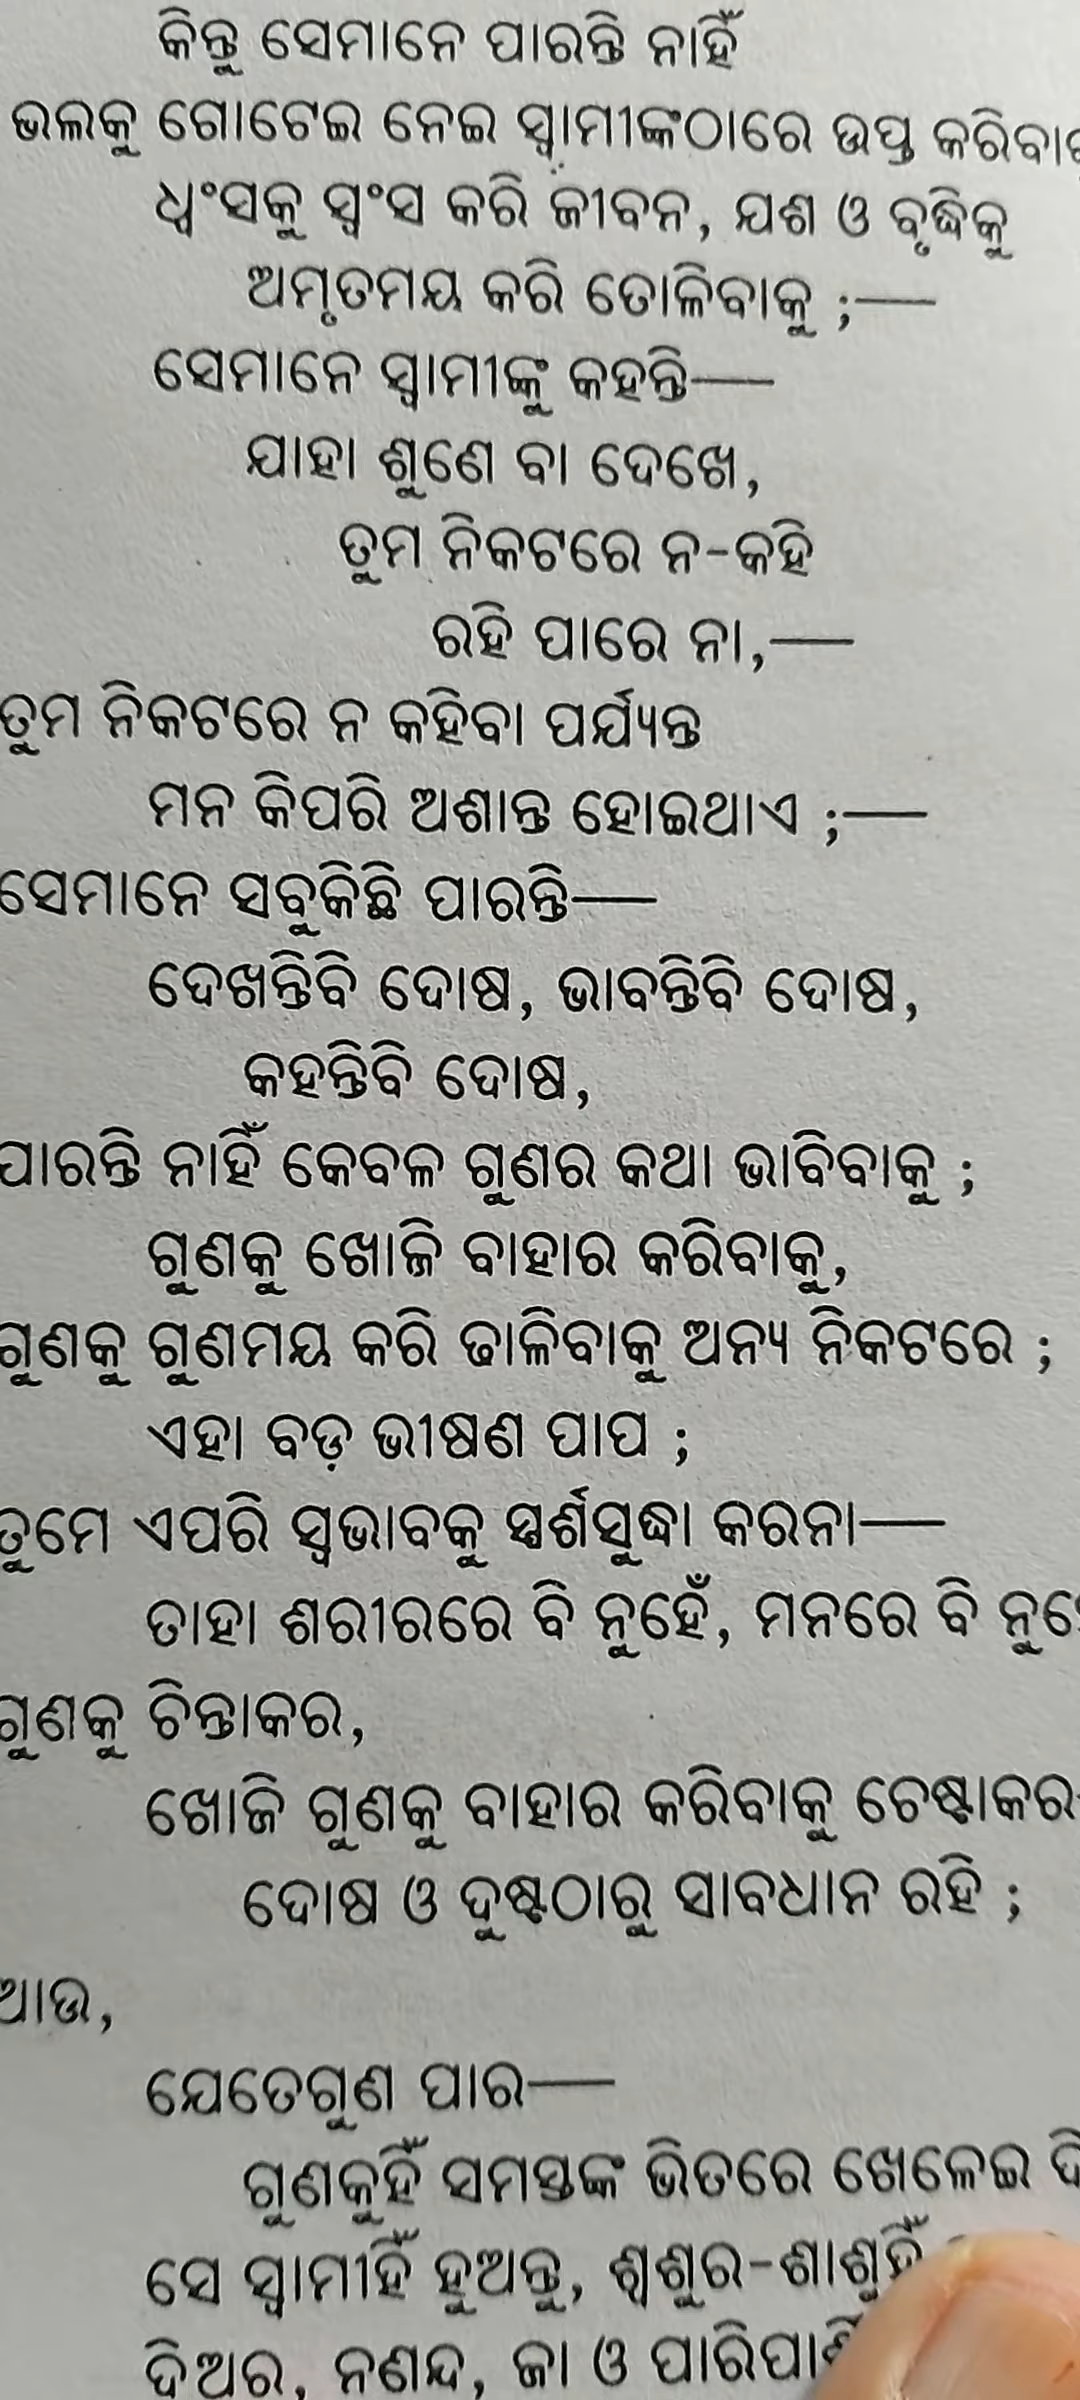 କିନ୍ତୁ ସେମାନେ ପାରନ୍ତି ନାହିଁ
ଭଲକୁ ଗୋଟେଇ ନେଇ ସ୍ୱାମୀଙ୍କଠାରେ ଉପ୍ତ
ଧ୍ୱଂସକୁ ସ୍ୱଂସ କରି ଜୀବନ, ଯଶ ଓ ବୃଦ୍ଧିକୁ
ଅମୃତମୟ କରି ତୋଳିବାକୁ ;—
ସେମାନେ ସ୍ୱାମୀଙ୍କୁ କହନ୍ତି—
ଯାହା ଶୁଣେ ବା ଦେଖେ,
ତୁମ ନିକଟରେ ନ-କହି
ରହି ପାରେ ନା,—
ତୁମ ନିକଟରେ ନ କହିବା ପର୍ଯ୍ୟନ୍ତ
ମନ କିପରି ଅଶାନ୍ତ ହୋଇଥାଏ ;—
ସେମାନେ ସବୁକିଛି ପାରନ୍ତି—
ଦେଖନ୍ତିବି ଦୋଷ, ଭାବନ୍ତିବି ଦୋଷ,
କହନ୍ତିବି ଦୋଷ,
ପାରନ୍ତି ନାହିଁ କେବଳ ଗୁଣର କଥା ଭାବିବାକୁ ;
ଗୁଣକୁ ଖୋଜି ବାହାର କରିବାକୁ,
ଗୁଣକୁ ଗୁଣମୟ କରି ଢାଳିବାକୁ ଅନ୍ୟ ନିକଟରେ ;
ଏହା ବଡ଼ ଭୀଷଣ ପାପ ;
ତୁମେ ଏପରି ସ୍ୱଭାବକୁ ସ୍ପର୍ଶସୁଦ୍ଧା କରନା—
ତାହା ଶରୀରରେ ବି ନୁହେଁ, ମନରେ ବି
ଗୁଣକୁ ଚିନ୍ତାକର,
ଖୋଜି ଗୁଣକୁ ବାହାର କରିବାକୁ ଚେଷ୍ଟାକର
ଦୋଷ ଓ ଦୁଷ୍ଟଠାରୁ ସାବଧାନ ରହି ;
ଆଉ,
ଯେତେଗୁଣ ପାର—
ଗୁଣକୁହିଁ ସମସ୍ତଙ୍କ ଭିତରେ ଖେଳେଇ
ସେ ସ୍ୱାମୀହିଁ ହୁଅନ୍ତୁ, ଶ୍ୱଶୁର-ଶାଶୁହିଁ
ଦିଅର, ନଣନ୍ଦ, ଜା ଓ